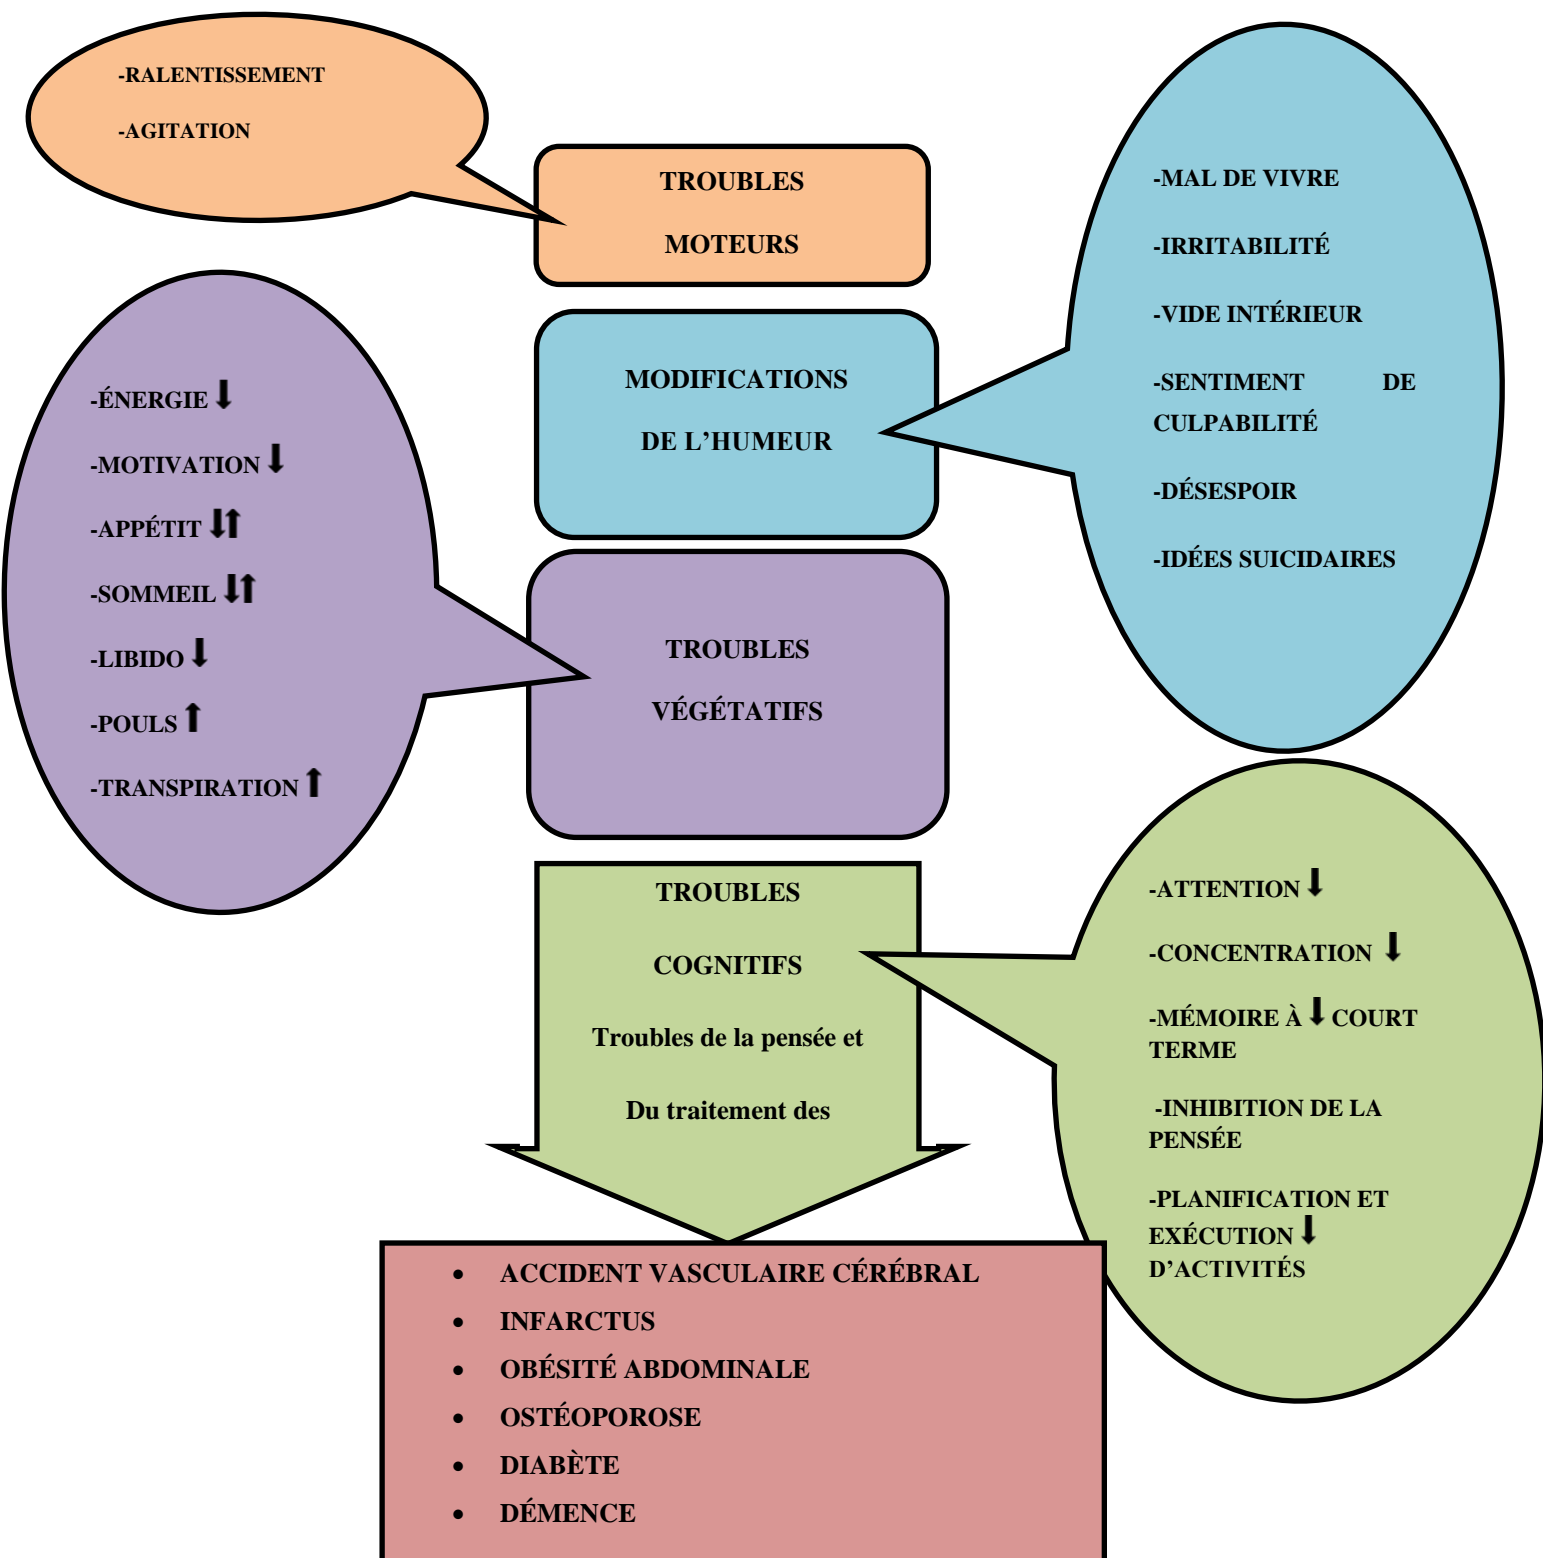 -RALENTISSEMENT
-AGITATION
TROUBLES
MOTEURS
-MAL DE VIVRE
-IRRITABILITÉ
-VIDE INTÉRIEUR
-SENTIMENT DE
CULPABILITÉ
-DÉSESPOIR
-IDÉES SUICIDAIRES
MODIFICATIONS
DE L’HUMEUR
-ÉNERGIE ⬇
-MOTIVATION ⬇
-APPÉTIT ⬇⬆
-SOMMEIL ⬇⬆
-LIBIDO ⬇
-POULS ⬆
-TRANSPIRATION ⬆
TROUBLES
VÉGÉTATIFS
TROUBLES
COGNITIFS
Troubles de la pensée et
Du traitement des
-ATTENTION ⬇
-CONCENTRATION ⬇
-MÉMOIRE À ⬇ COURT
TERME
-INHIBITION DE LA
PENSÉE
-PLANIFICATION ET
EXÉCUTION ⬇
D’ACTIVITÉS
• ACCIDENT VASCULAIRE CÉRÉBRAL
• INFARCTUS
• OBÉSITÉ ABDOMINALE
• OSTÉOPOROSE
• DIABÈTE
• DÉMENCE